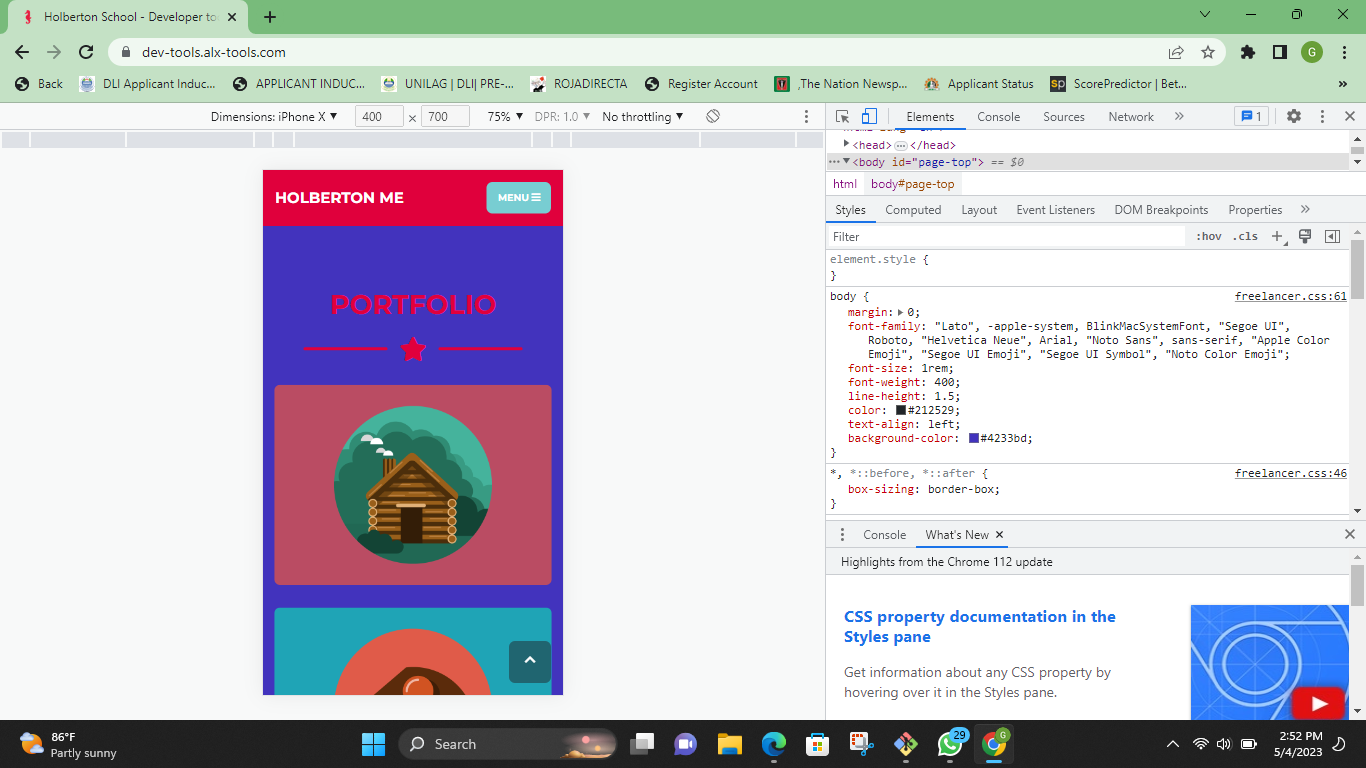 Holberton School - Developer to
dev-tools.alx-tools.com
G
Back
DLI Applicant Induc...
APPLICANT INDUC...
UNILAG | DLI| PRE-...
ROJADIRECTA
Register Account
,The Nation Newsp...
Applicant Status
sp
ScorePredictor | Bet...
»
Dimensions: iPhone X
400
×
700
75%
DPR: 1.0
No throttling
Elements
Console
Sources
Network
»
1
<head> … </head>
<body id="page-top"> == $0
html
body#page-top
Styles
Computed
Layout
Event Listeners
DOM Breakpoints
Properties
»
Filter
:hov
.cls
element.style {
}
body {
freelancer.css:61
margin: 0;
font-family: "Lato", -apple-system, BlinkMacSystemFont, "Segoe UI",
Roboto, "Helvetica Neue", Arial, "Noto Sans", sans-serif, "Apple Color
Emoji", "Segoe UI Emoji", "Segoe UI Symbol", "Noto Color Emoji";
font-size: 1rem;
font-weight: 400;
line-height: 1.5;
color: #212529;
text-align: left;
background-color: #4233bd;
}
*, *::before, *::after {
freelancer.css:46
box-sizing: border-box;
}
Console
What's New
Highlights from the Chrome 112 update
CSS property documentation in the
Styles pane
Get information about any CSS property by
hovering over it in the Styles pane.
HOLBERTON ME
MENU
PORTFOLIO
86°F
Partly sunny
Search
29
G
2:52 PM
5/4/2023